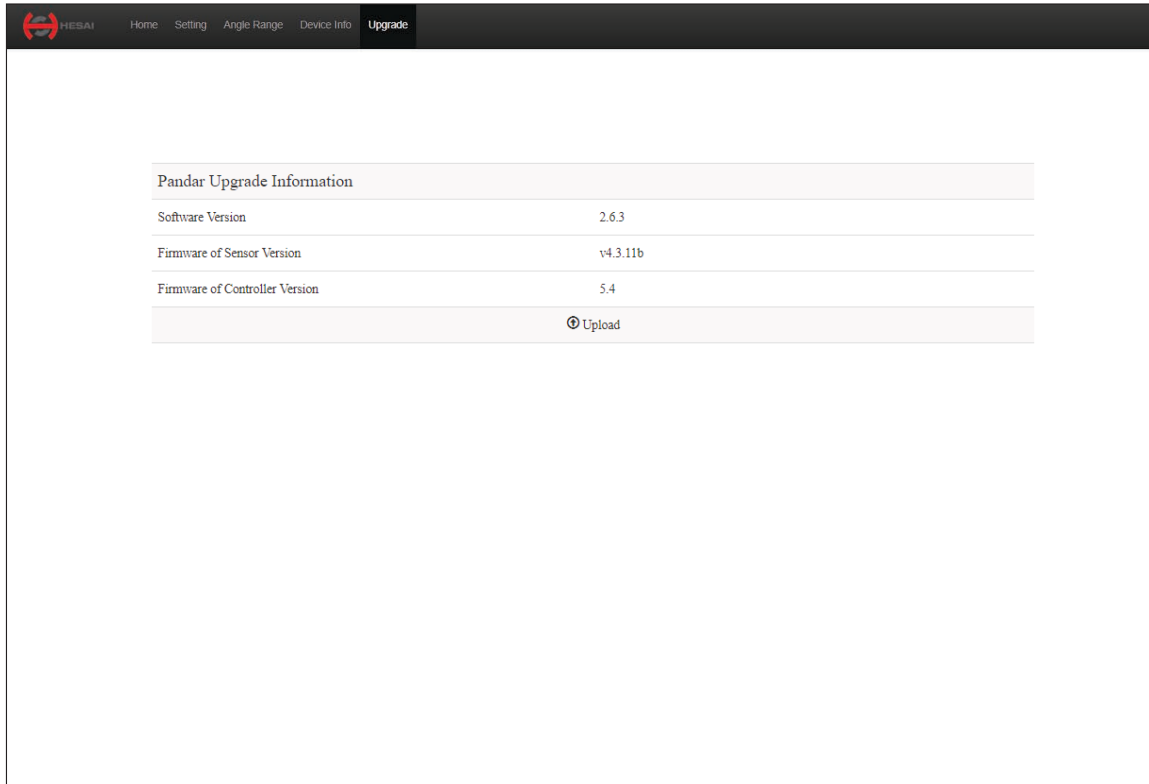 HESAI Home Setting Angle Range Device Info Upgrade
Pandar Upgrade Information
Software Version 2.6.3
Firmware of Sensor Version v4.3.11b
Firmware of Controller Version 5.4
Upload